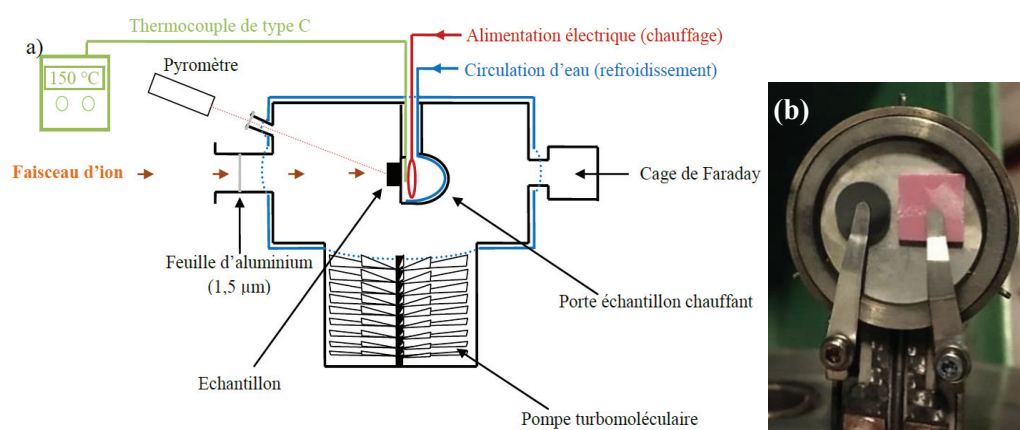 Thermocouple de type C
a)
Alimentation électrique (chauffage)
Pyromètre
150 °C
Circulation d'eau (refroidissement)
(b)
Faisceau d'ion
Cage de Faraday
Feuille d'aluminium
(1,5 µm)
Porte échantillon chauffant
Echantillon
Pompe turbomoléculaire